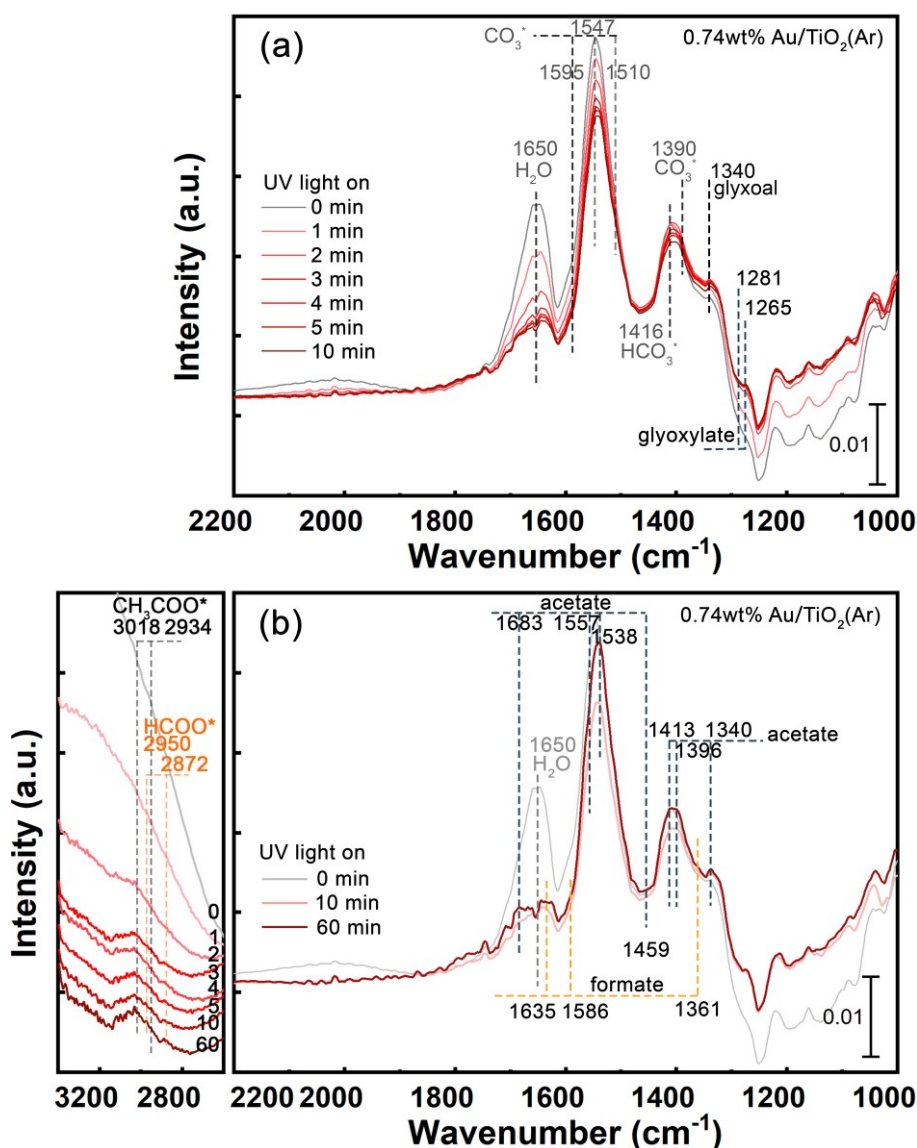 (a)
0.74wt% Au/TiO₂(Ar)
CO₃*
1547
1595
1510
1650
H₂O
1390
CO₃*
1340
glyxoal
UV light on
0 min
1 min
2 min
3 min
4 min
5 min
10 min
1281
1265
1416
HCO₃*
glyoxylate
0.01
Intensity (a.u.)
2200 2000 1800 1600 1400 1200 1000
Wavenumber (cm⁻¹)
CH₃COO*
3018 2934
HCOO*
2950
2872
0
1
2
3
4
5
10
60
3200 2800
Intensity (a.u.)
(b)
0.74wt% Au/TiO₂(Ar)
acetate
1683 1557
1538
1650
H₂O
1413 1340
1396 acetate
UV light on
0 min
10 min
60 min
1459
formate
1635 1586 1361
0.01
2200 2000 1800 1600 1400 1200 1000
Wavenumber (cm⁻¹)